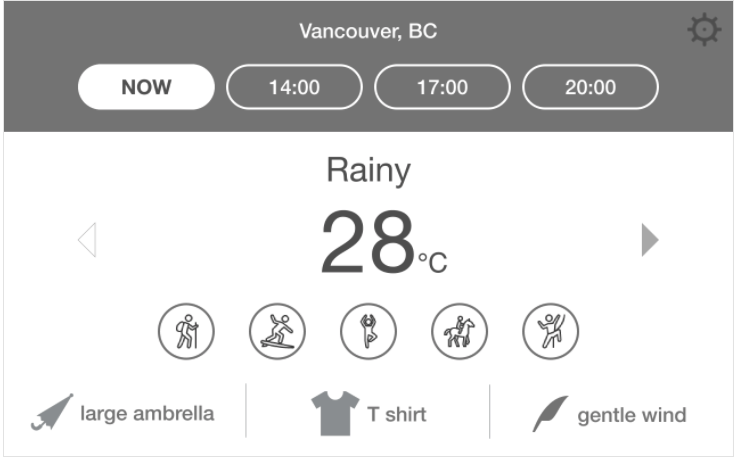 Vancouver, BC
NOW 14:00 17:00 20:00
Rainy
28°C
large ambrella T shirt gentle wind